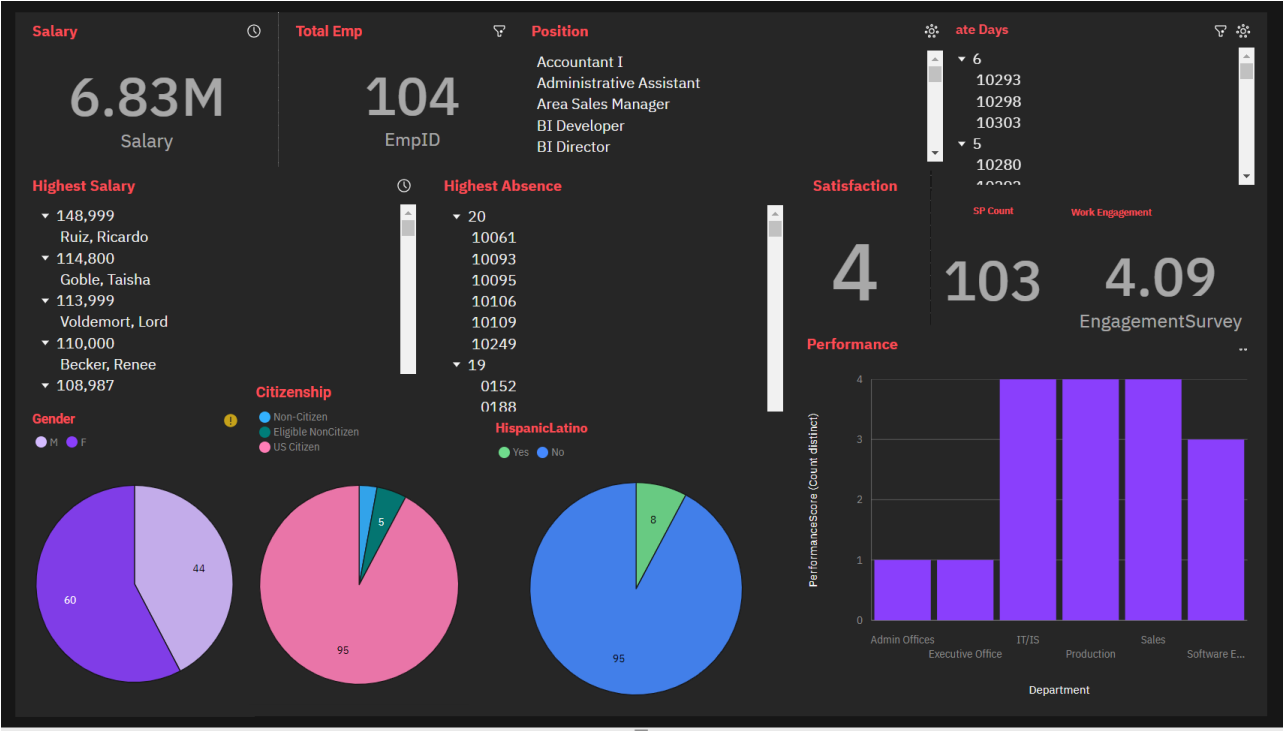 Salary
6.83M
Salary
Total Emp
104
EmpID
Position
Accountant I
Administrative Assistant
Area Sales Manager
BI Developer
BI Director
ate Days
6
10293
10298
10303
5
10280
Highest Salary
148,999
Ruiz, Ricardo
114,800
Goble, Taisha
113,999
Voldemort, Lord
110,000
Becker, Renee
108,987
Highest Absence
20
10061
10093
10095
10106
10109
10249
19
0152
0188
Satisfaction
4
SP Count
103
Work Engagement
4.09
EngagementSurvey
Gender
M F
44
60
Citizenship
Non-Citizen
Eligible NonCitizen
US Citizen
5
95
HispanicLatino
Yes No
8
95
Performance
PerformanceScore (Count distinct)
4
3
2
1
0
Admin Offices
Executive Office
IT/IS
Production
Sales
Software E...
Department